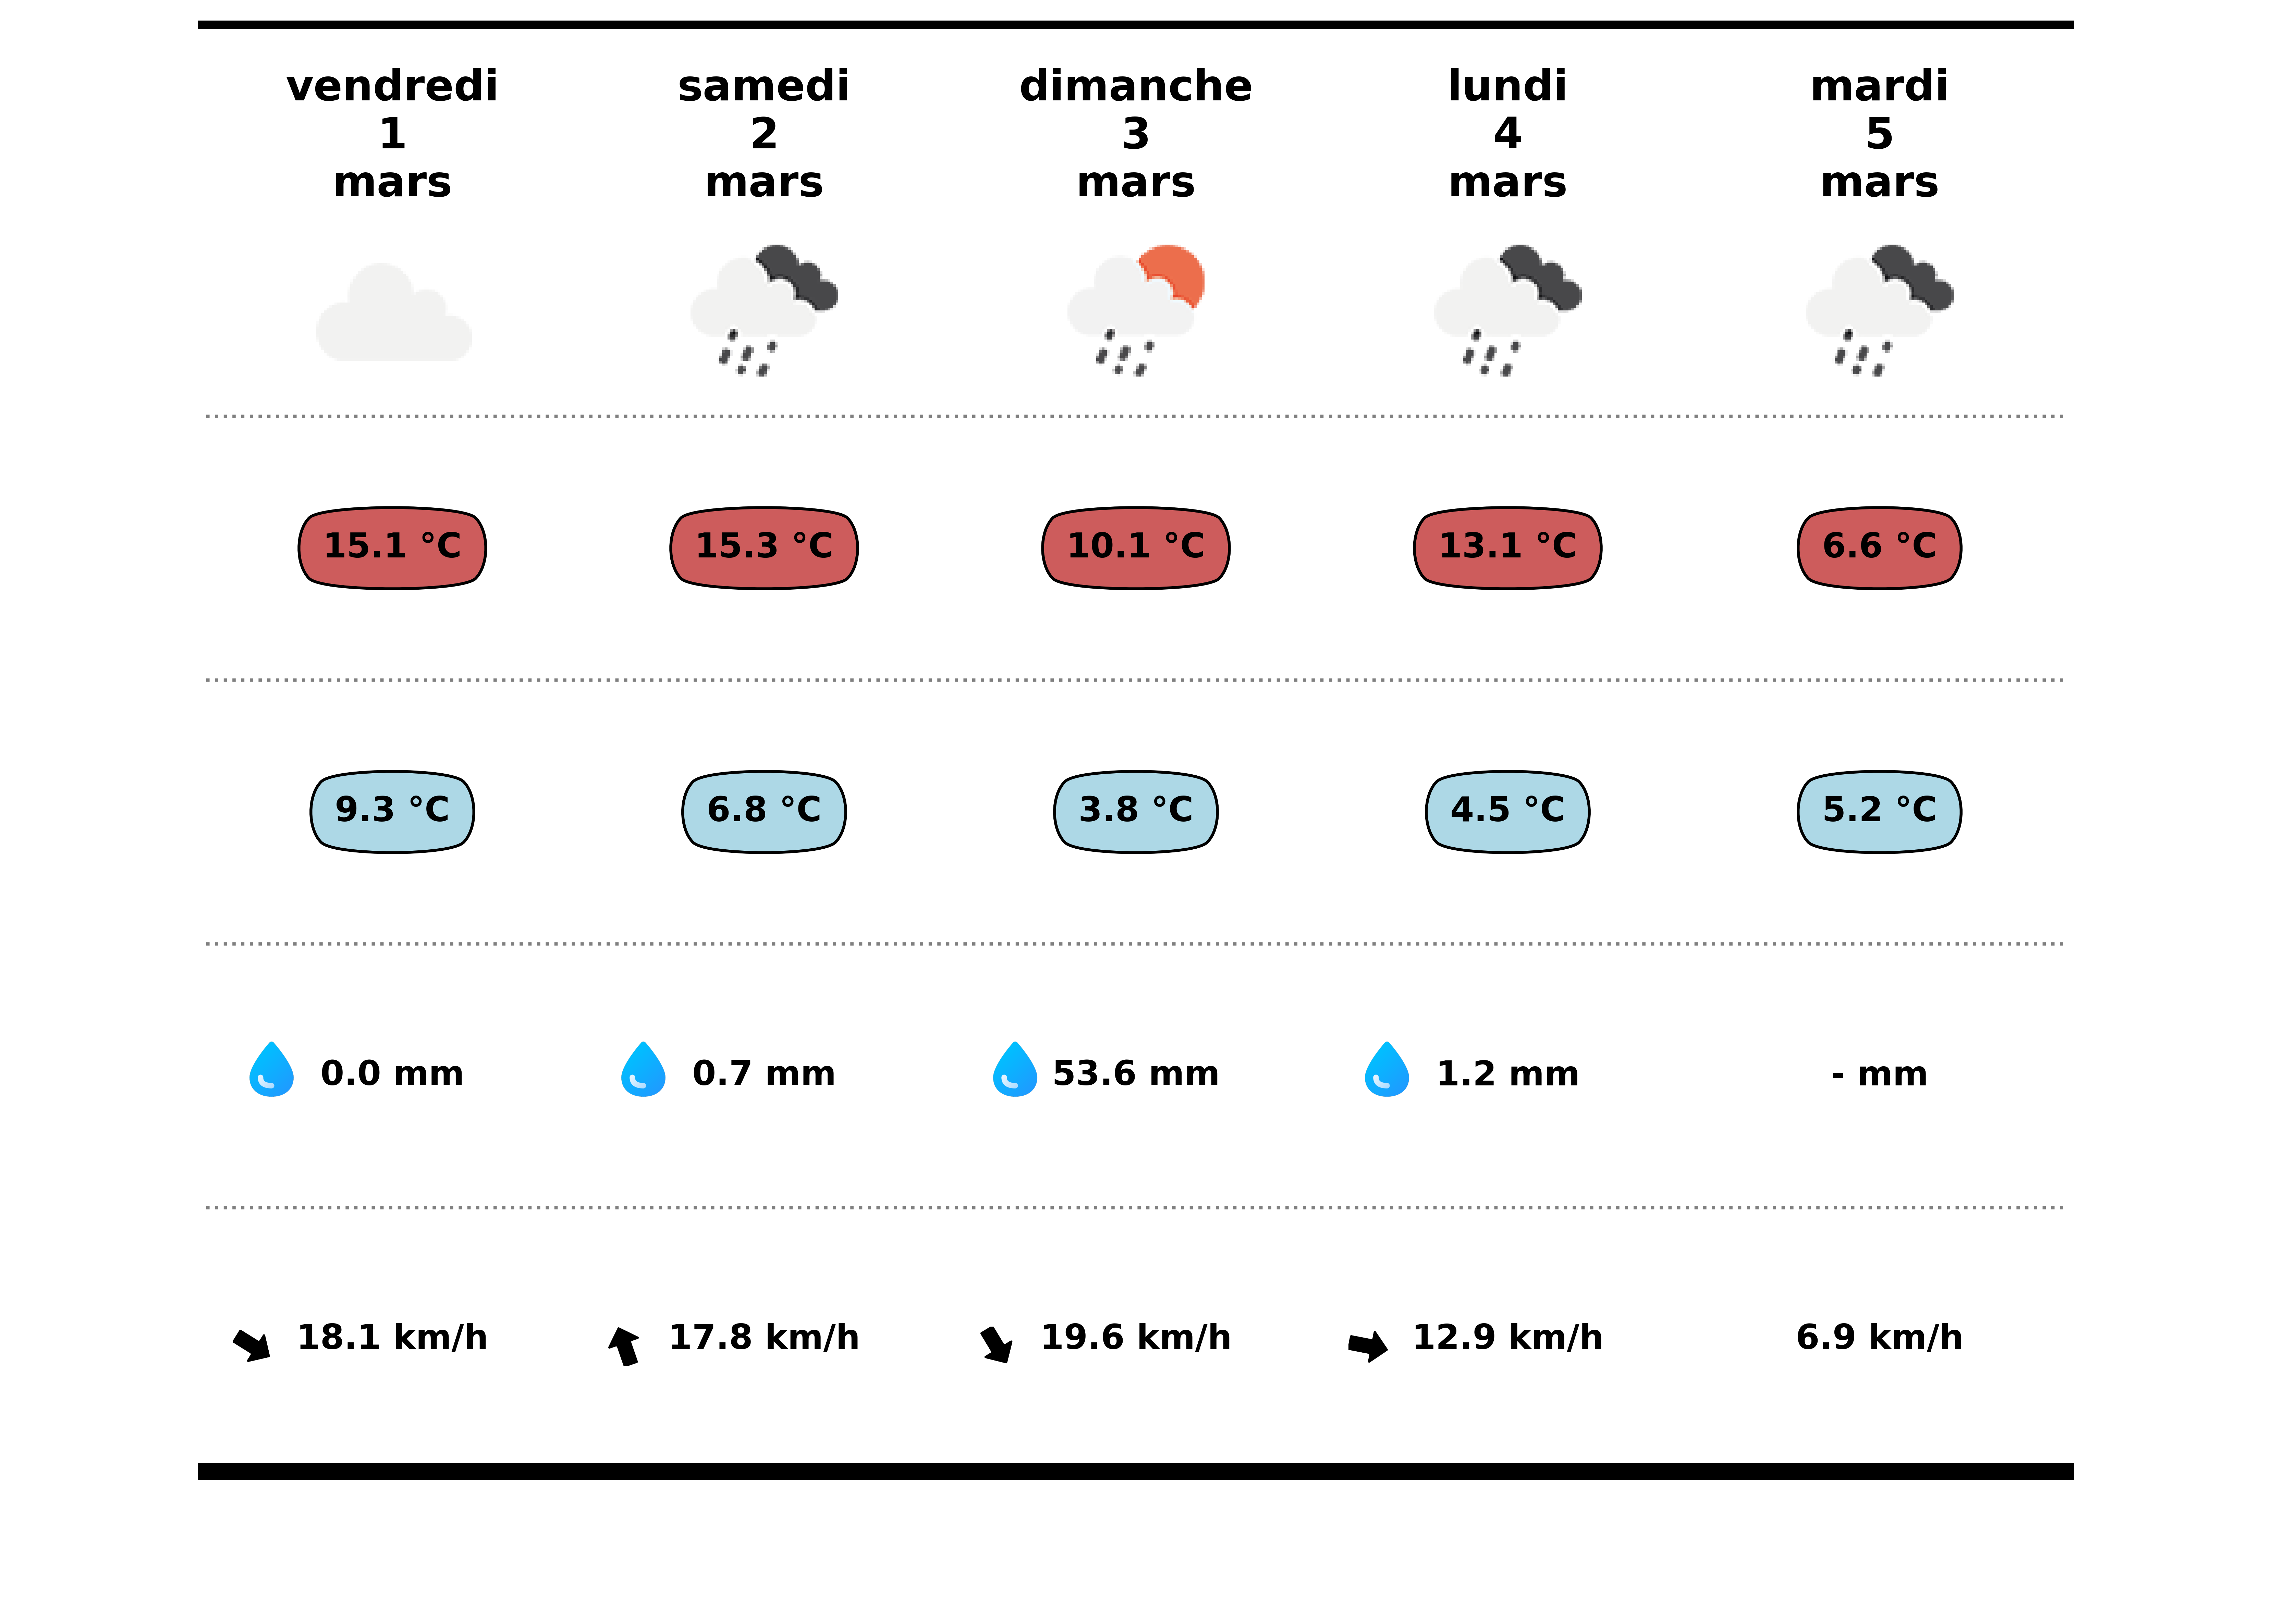 vendredi
1
mars
samedi
2
mars
dimanche
3
mars
lundi
4
mars
mardi
5
mars
15.1 °C
15.3 °C
10.1 °C
13.1 °C
6.6 °C
9.3 °C
6.8 °C
3.8 °C
4.5 °C
5.2 °C
0.0 mm
0.7 mm
53.6 mm
1.2 mm
- mm
18.1 km/h
17.8 km/h
19.6 km/h
12.9 km/h
6.9 km/h